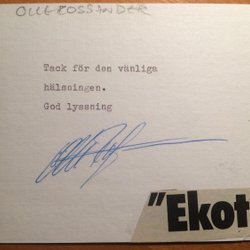 OLLE ROSSANDER
Tack för den vänliga
hälsningen.
God lyssning
"Ekot